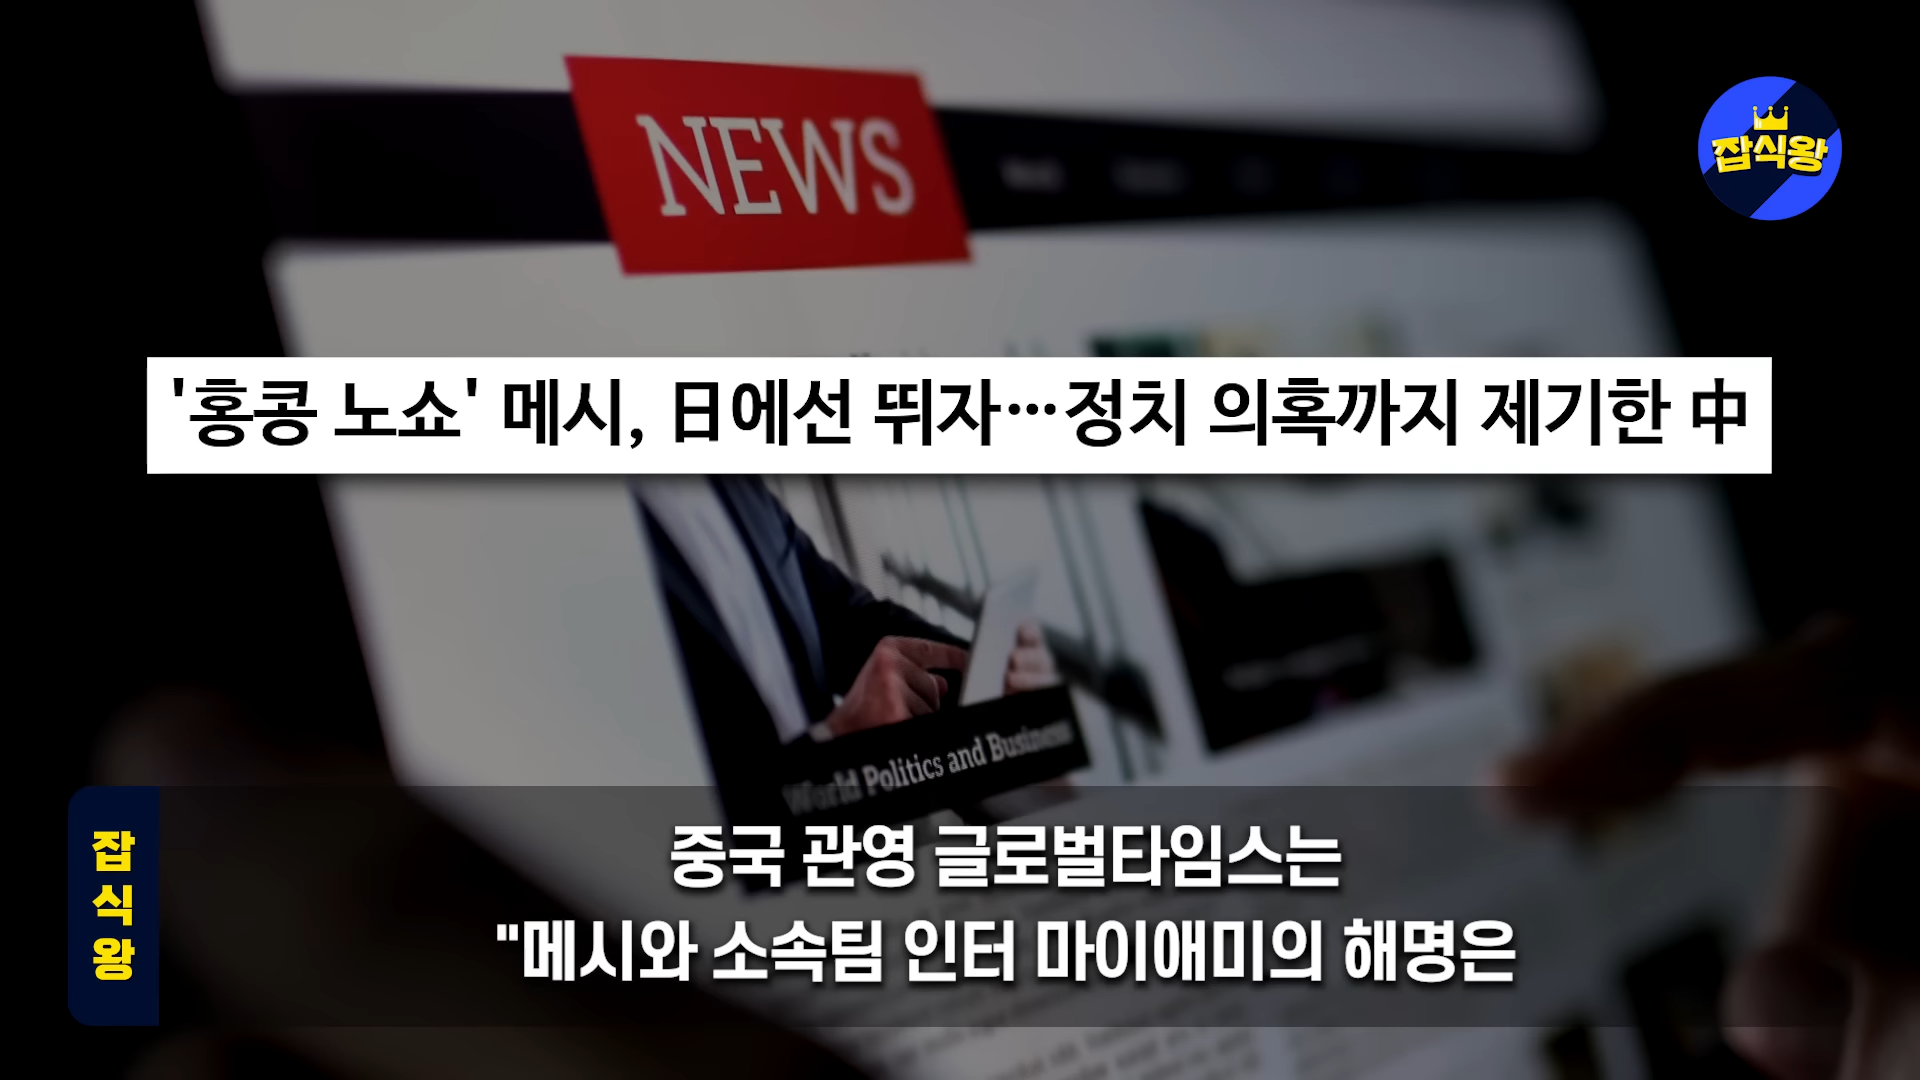 NEWS
잡식왕
'홍콩 노쇼' 메시, 日에선 뛰자…정치 의혹까지 제기한 中
World Politics and Business
잡식왕
중국 관영 글로벌타임스는
"메시와 소속팀 인터 마이애미의 해명은